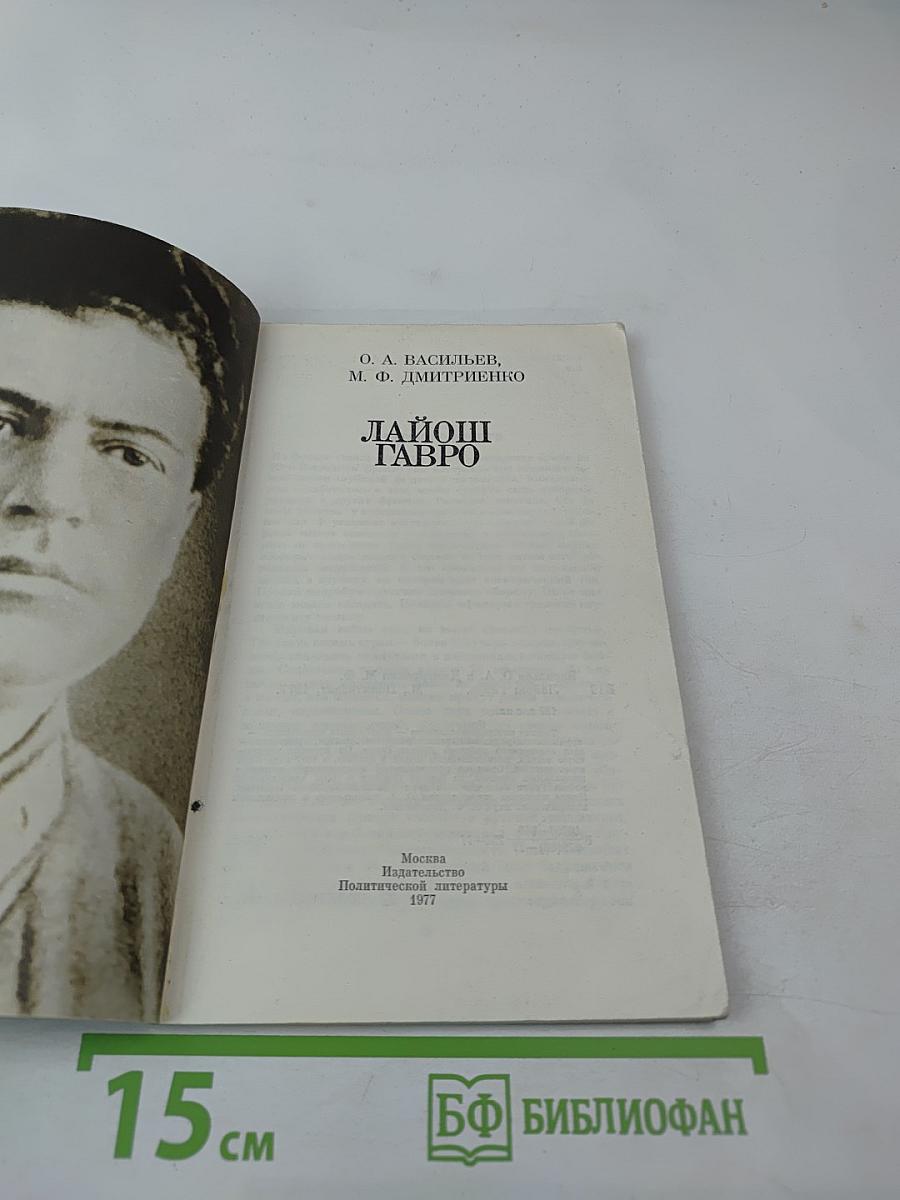 О. А. ВАСИЛЬЕВ,
М. Ф. ДМИТРИЕНКО
ЛАЙОШ
ГАВРО
Москва
Издательство
Политической литературы
1977
15 см
БФ БИБЛИОФАН